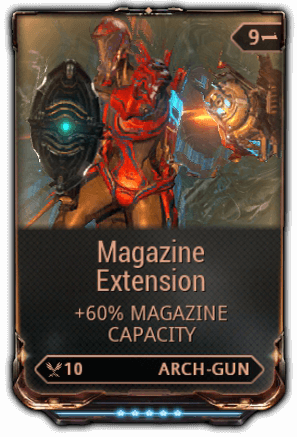 9
Magazine
Extension
+60% MAGAZINE
CAPACITY
10 ARCH-GUN